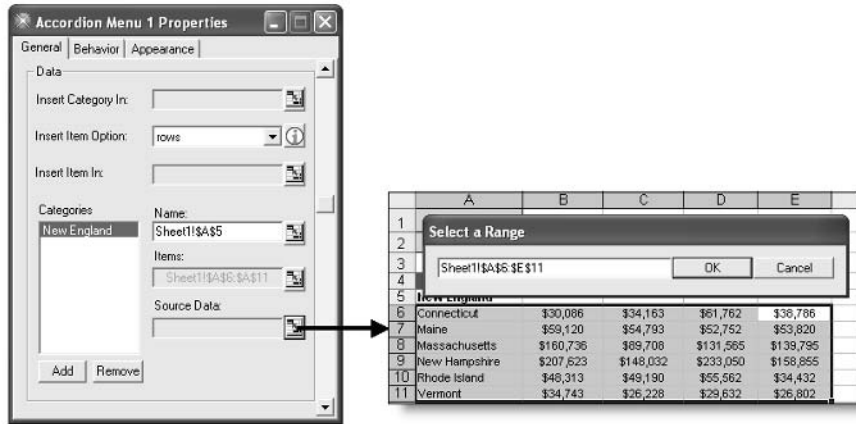 Accordion Menu 1 Properties
General Behavior Appearance
Data
Insert Category In:
Insert Item Option: rows
Insert Item In:
Categories
New England
Name:
Sheet1!$A$5
Items:
Sheet1!$A$6:$A$11
Source Data:
Add Remove
A B C D E
1
2
3
4
5 New England
Select a Range
Sheet1!$A$6:$E$11 OK Cancel
6 Connecticut $30,086 $34,163 $61,762 $38,786
7 Maine $59,120 $54,793 $52,752 $53,820
8 Massachusetts $160,736 $89,708 $131,565 $139,795
9 New Hampshire $207,623 $148,032 $233,050 $158,855
10 Rhode Island $48,313 $49,190 $55,562 $34,432
11 Vermont $34,743 $26,228 $29,632 $26,802